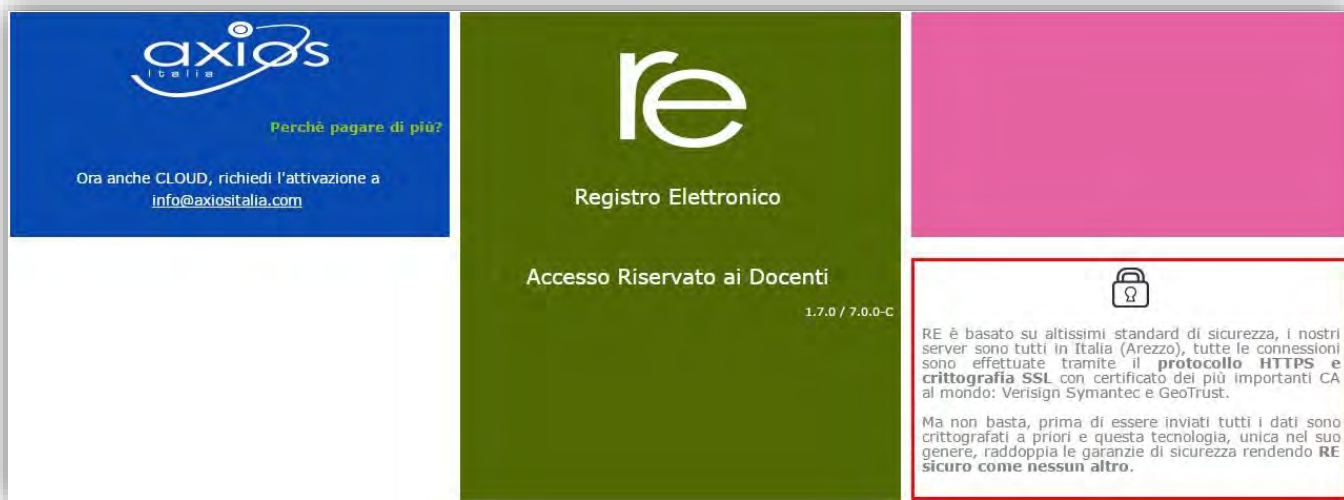 axios
italia
Perchè pagare di più?
Ora anche CLOUD, richiedi l'attivazione a
info@axiositalia.com
re
Registro Elettronico
Accesso Riservato ai Docenti
1.7.0 / 7.0.0-C
RE è basato su altissimi standard di sicurezza, i nostri
server sono tutti in Italia (Arezzo), tutte le connessioni
sono effettuate tramite il protocollo HTTPS e
crittografia SSL con certificato dei più importanti CA
al mondo: Verisign Symantec e GeoTrust.
Ma non basta, prima di essere inviati tutti i dati sono
crittografati a priori e questa tecnologia, unica nel suo
genere, raddoppia le garanzie di sicurezza rendendo RE
sicuro come nessun altro.